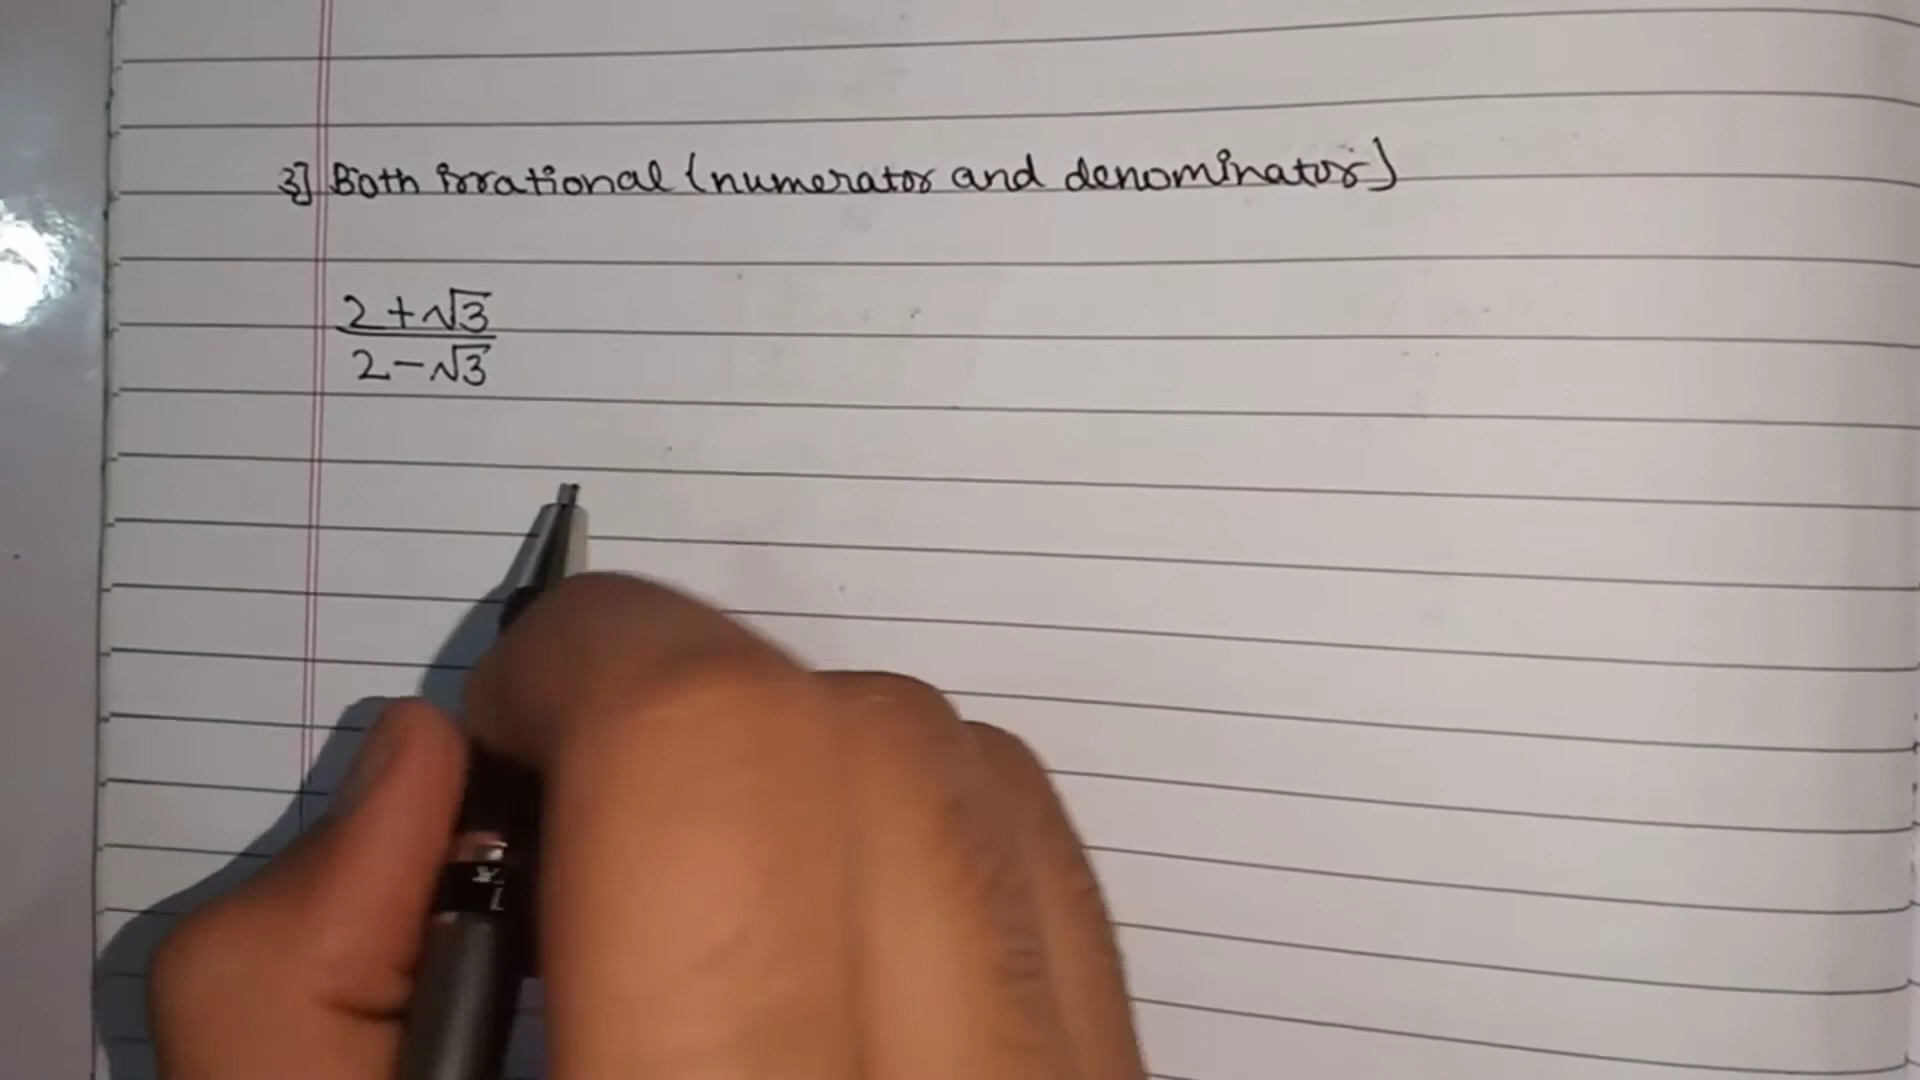 3] Both irrational (numerator and denominator)
2+√3
2-√3